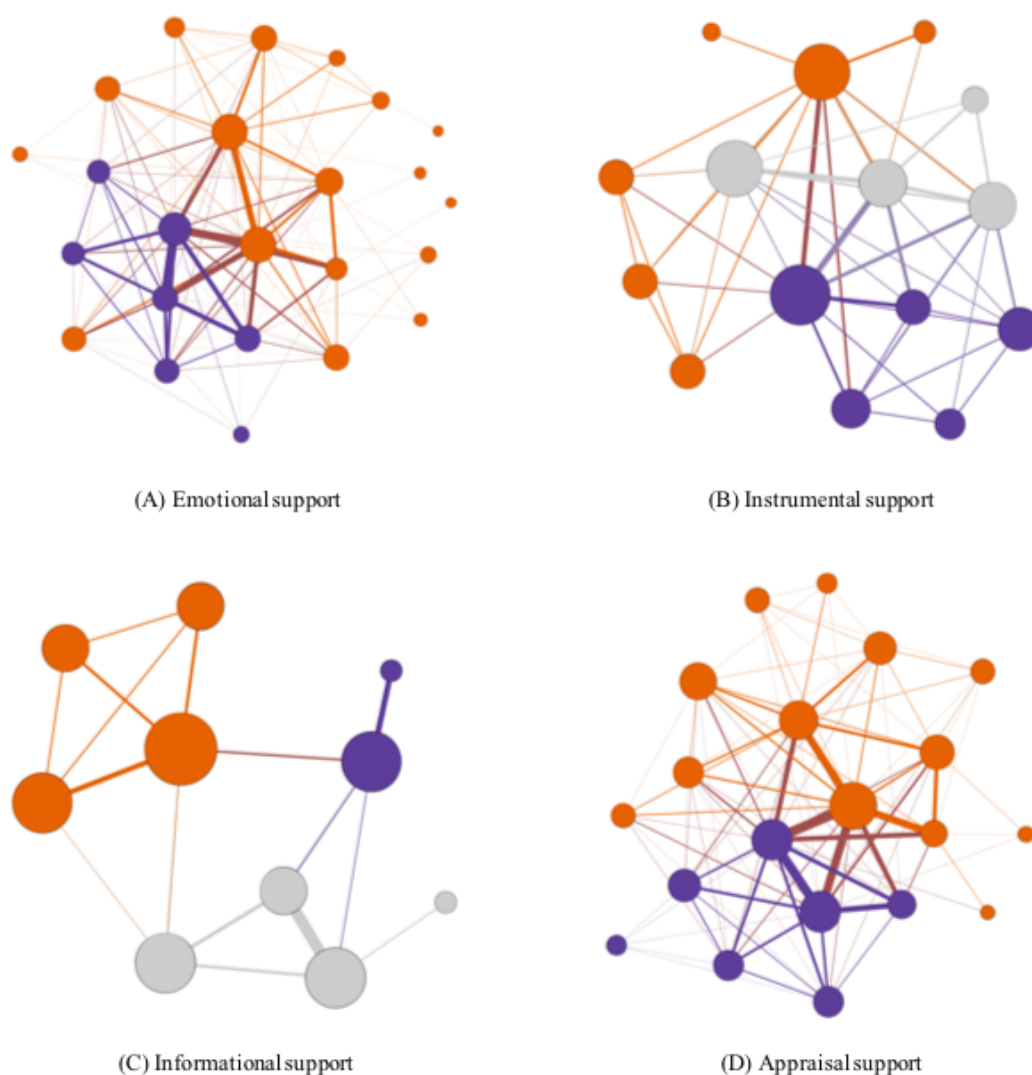 (A) Emotional support
(B) Instrumental support
(C) Informational support
(D) Appraisal support